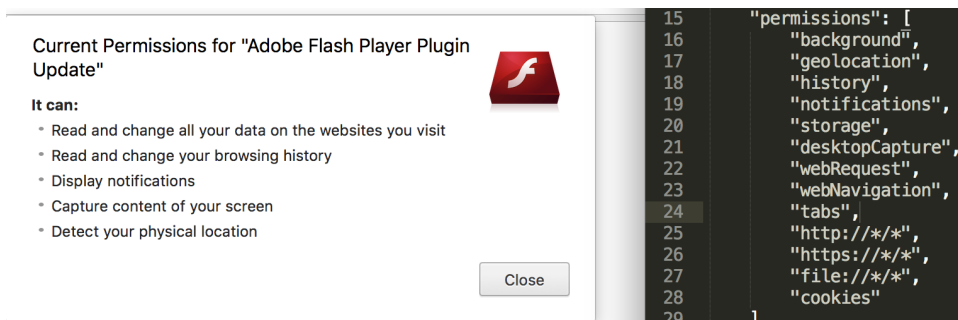 Current Permissions for "Adobe Flash Player Plugin
Update"
It can:
• Read and change all your data on the websites you visit
• Read and change your browsing history
• Display notifications
• Capture content of your screen
• Detect your physical location
Close
15 "permissions": [
16 "background",
17 "geolocation",
18 "history",
19 "notifications",
20 "storage",
21 "desktopCapture",
22 "webRequest",
23 "webNavigation",
24 "tabs",
25 "http://*/*",
26 "https://*/*",
27 "file://*/*",
28 "cookies"
29 ]